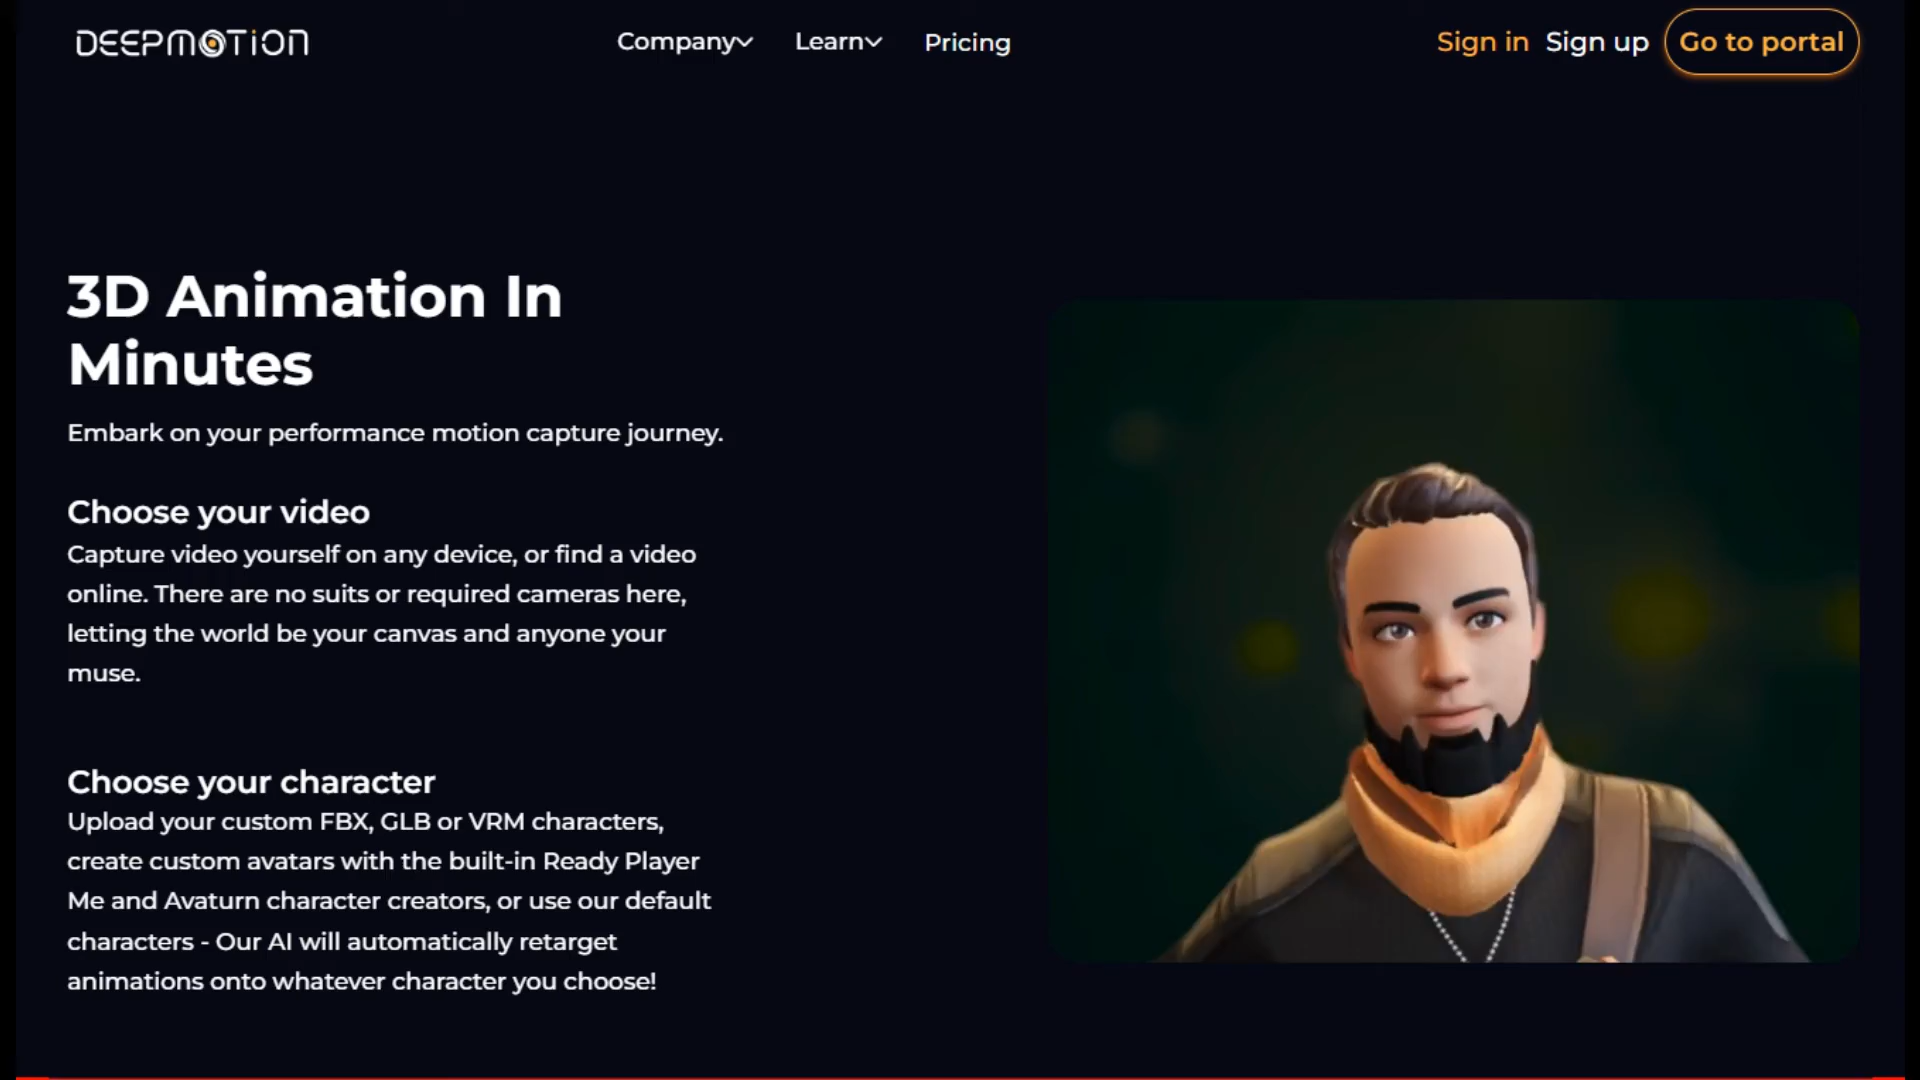 DEEPMOTION
Company
Learn
Pricing
Sign in
Sign up
Go to portal
3D Animation In
Minutes
Embark on your performance motion capture journey.
Choose your video
Capture video yourself on any device, or find a video
online. There are no suits or required cameras here,
letting the world be your canvas and anyone your
muse.
Choose your character
Upload your custom FBX, GLB or VRM characters,
create custom avatars with the built-in Ready Player
Me and Avaturn character creators, or use our default
characters - Our AI will automatically retarget
animations onto whatever character you choose!